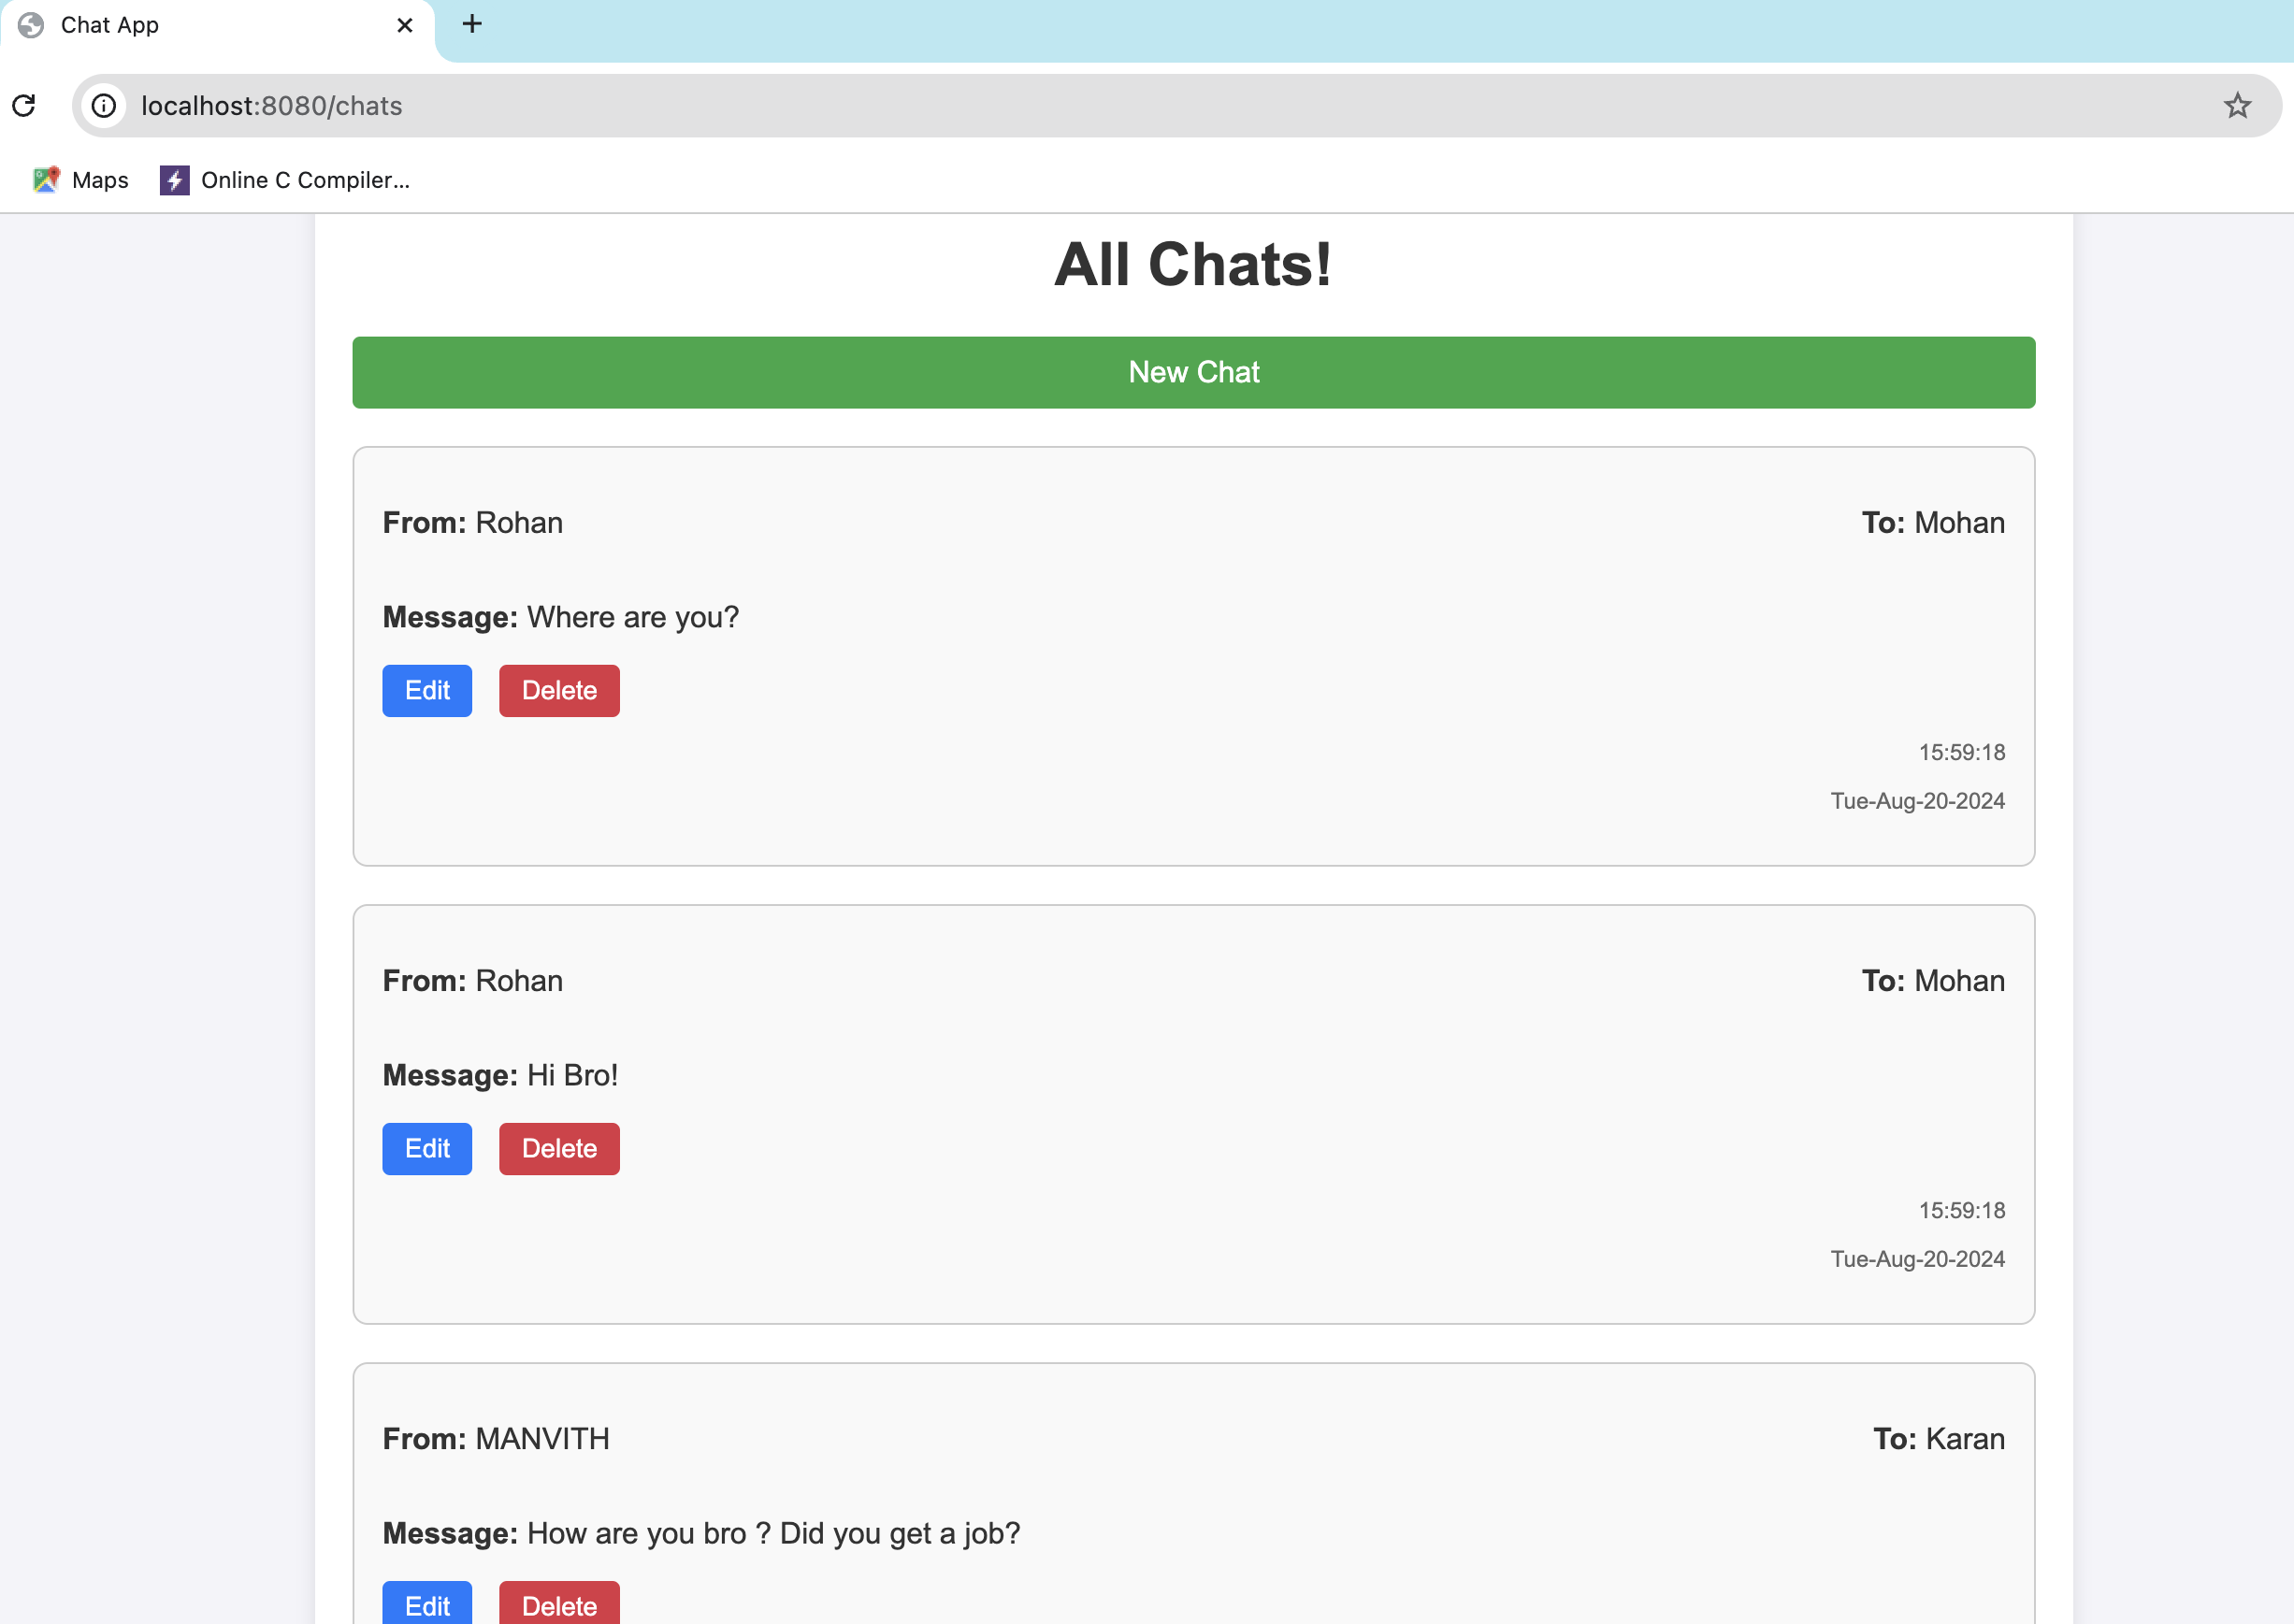 Chat App
localhost:8080/chats
Maps Online C Compiler...
All Chats!
New Chat
From: Rohan To: Mohan
Message: Where are you?
Edit Delete
15:59:18
Tue-Aug-20-2024
From: Rohan To: Mohan
Message: Hi Bro!
Edit Delete
15:59:18
Tue-Aug-20-2024
From: MANVITH To: Karan
Message: How are you bro ? Did you get a job?
Edit Delete